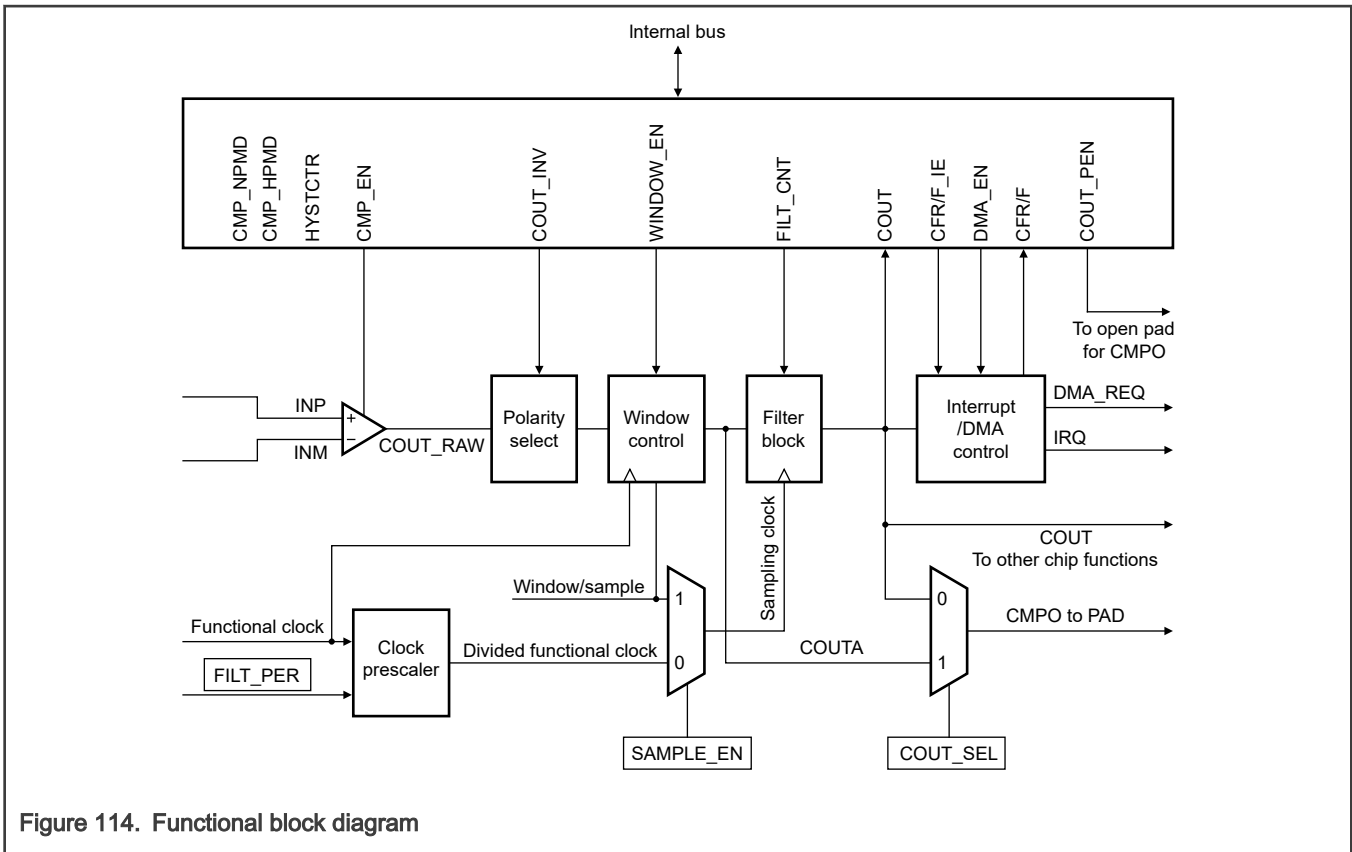 Internal bus
CMP_NPMD
CMP_HPMD
HYSTCTR
CMP_EN
COUT_INV
WINDOW_EN
FILT_CNT
COUT
CFR/F_IE
DMA_EN
CFR/F
COUT_PEN
To open pad
for CMPO
INP
+
−
INM
COUT_RAW
Polarity
select
Window
control
Filter
block
Interrupt
/DMA
control
DMA_REQ
IRQ
Sampling clock
COUT
To other chip functions
Window/sample
1
0
Functional clock
Clock
prescaler
FILT_PER
Divided functional clock
0
COUTA
1
CMPO to PAD
SAMPLE_EN
COUT_SEL
Figure 114. Functional block diagram